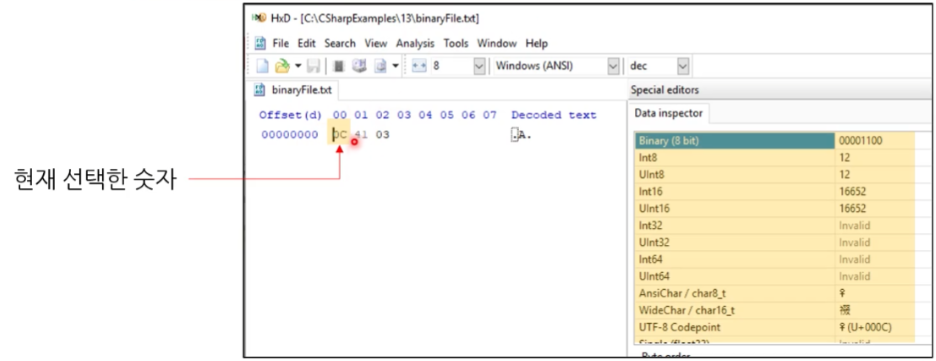 HxD - [C:\CSharpExamples\13\binaryFile.txt]
File Edit Search View Analysis Tools Window Help
8 Windows (ANSI) dec
binaryFile.txt
Special editors
Data inspector
Offset(d) 00 01 02 03 04 05 06 07 Decoded text
00000000 0C 41 03 .A.
현재 선택한 숫자
Binary (8 bit) 00001100
Int8 12
UInt8 12
Int16 16652
UInt16 16652
Int32 Invalid
UInt32 Invalid
Int64 Invalid
UInt64 Invalid
AnsiChar / char8_t ♀
WideChar / char16_t
UTF-8 Codepoint ♀ (U+000C)
Single (float32) Invalid
Byte order